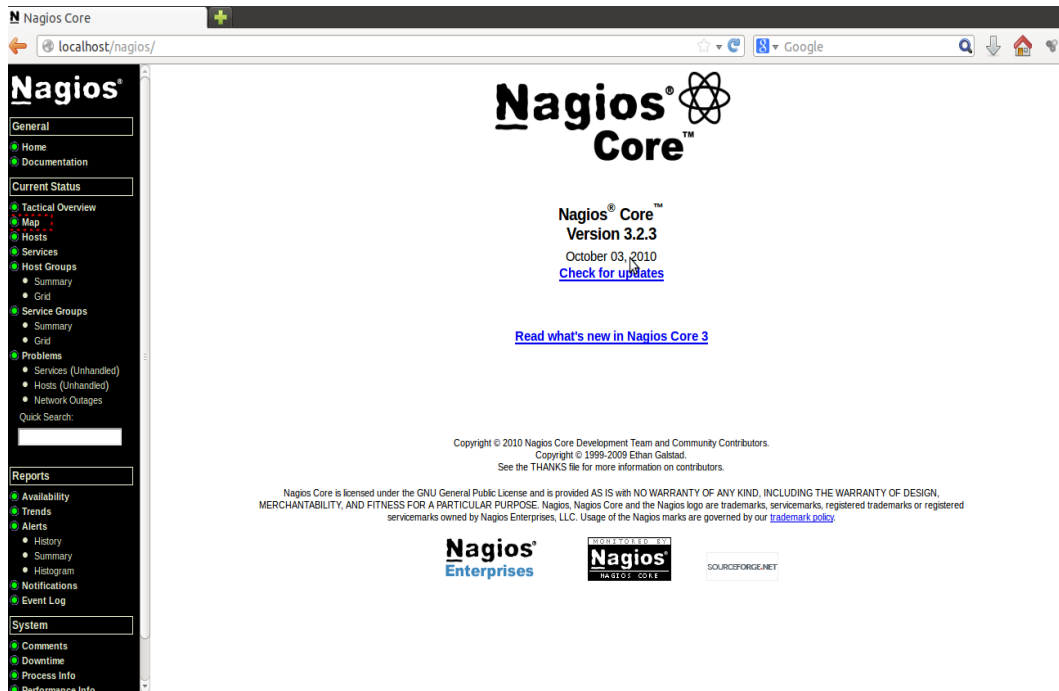 Nagios Core
localhost/nagios/
Google
Nagios®
General
Home
Documentation
Current Status
Tactical Overview
Map
Hosts
Services
Host Groups
Summary
Grid
Service Groups
Summary
Grid
Problems
Services (Unhandled)
Hosts (Unhandled)
Network Outages
Quick Search:
Reports
Availability
Trends
Alerts
History
Summary
Histogram
Notifications
Event Log
System
Comments
Downtime
Process Info
Performance Info
Nagios®
Core™
Nagios® Core™
Version 3.2.3
October 03, 2010
Check for updates
Read what's new in Nagios Core 3
Copyright © 2010 Nagios Core Development Team and Community Contributors.
Copyright © 1999-2009 Ethan Galstad.
See the THANKS file for more information on contributors.
Nagios Core is licensed under the GNU General Public License and is provided AS IS with NO WARRANTY OF ANY KIND, INCLUDING THE WARRANTY OF DESIGN,
MERCHANTABILITY, AND FITNESS FOR A PARTICULAR PURPOSE. Nagios, Nagios Core and the Nagios logo are trademarks, servicemarks, registered trademarks or registered
servicemarks owned by Nagios Enterprises, LLC. Usage of the Nagios marks are governed by our trademark policy.
Nagios®
Enterprises
MONITORED BY
Nagios®
NAGIOS CORE
SOURCEFORGE.NET